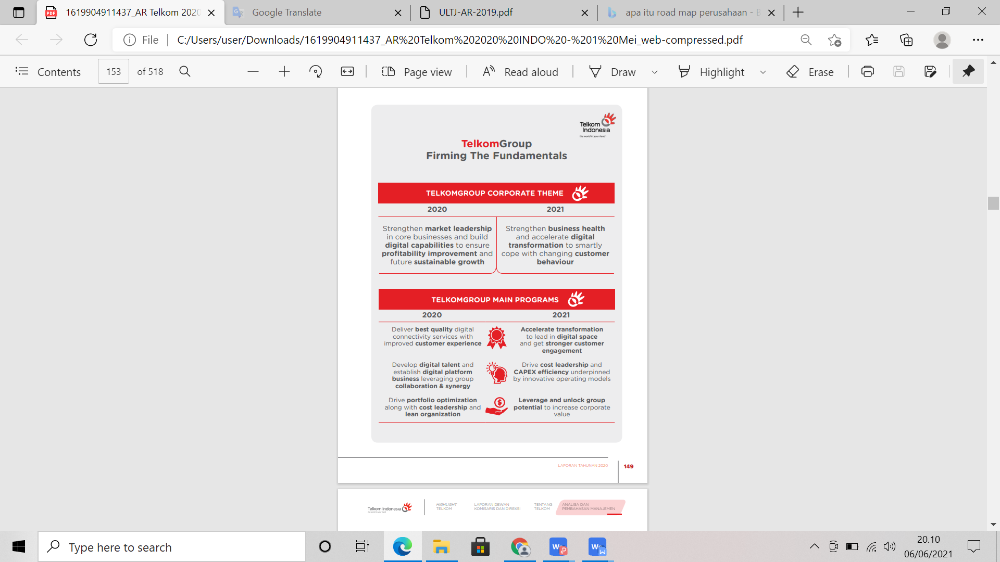 1619904911437_AR Telkom 2020
Google Translate
ULTJ-AR-2019.pdf
apa itu road map perusahaan - B
File
C:/Users/user/Downloads/1619904911437_AR%20Telkom%202020%20INDO%20-%201%20Mei_web-compressed.pdf
Contents
153
of 518
Page view
Read aloud
Draw
Highlight
Erase
Telkom
Indonesia
the world in your hand
TelkomGroup
Firming The Fundamentals
TELKOMGROUP CORPORATE THEME
2020
2021
Strengthen market leadership
in core businesses and build
digital capabilities to ensure
profitability improvement and
future sustainable growth
Strengthen business health
and accelerate digital
transformation to smartly
cope with changing customer
behaviour
TELKOMGROUP MAIN PROGRAMS
2020
2021
Deliver best quality digital
connectivity services with
improved customer experience
Accelerate transformation
to lead in digital space
and get stronger customer
engagement
Develop digital talent and
establish digital platform
business leveraging group
collaboration & synergy
Drive cost leadership and
CAPEX efficiency underpinned
by innovative operating models
Drive portfolio optimization
along with cost leadership and
lean organization
Leverage and unlock group
potential to increase corporate
value
LAPORAN TAHUNAN 2020
149
Telkom Indonesia
the world in your hand
HIGHLIGHT
TELKOM
LAPORAN DEWAN
KOMISARIS DAN DIREKSI
TENTANG
TELKOM
ANALISA DAN
PEMBAHASAN MANAJEMEN
Type here to search
20.10
06/06/2021